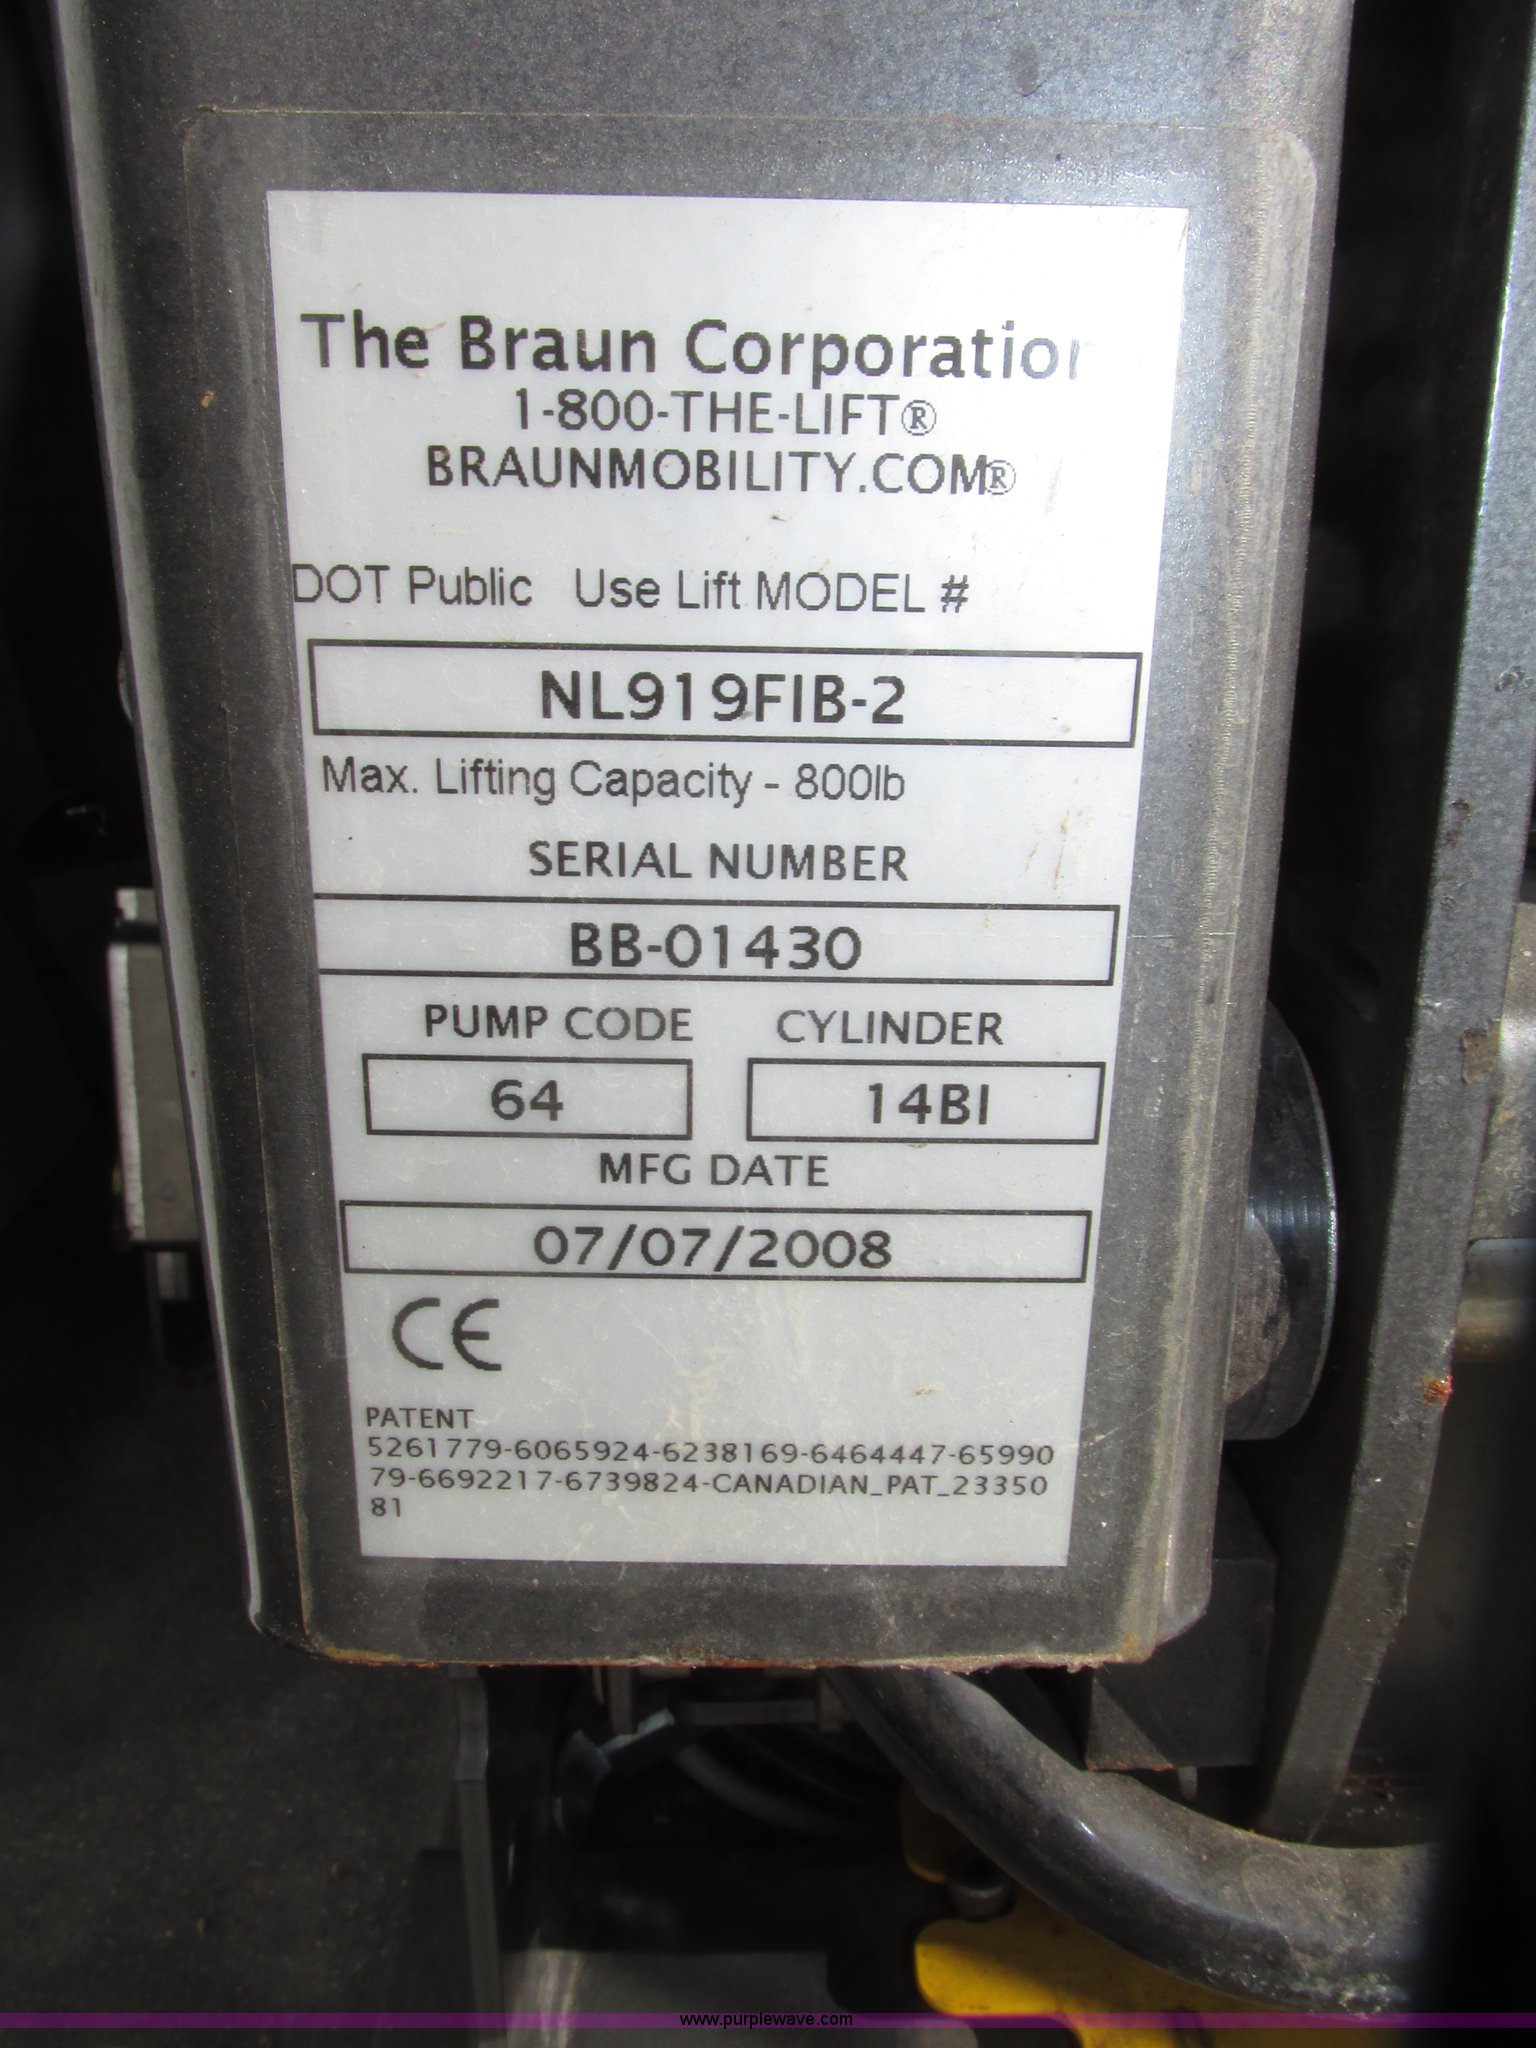 The Braun Corporation
1-800-THE-LIFT®
BRAUNMOBILITY.COM®
DOT Public Use Lift MODEL #
NL919FIB-2
Max. Lifting Capacity - 800lb
SERIAL NUMBER
BB-01430
PUMP CODE CYLINDER
64 14BI
MFG DATE
07/07/2008
CE
PATENT
5261779-6065924-6238169-6464447-65990
79-6692217-6739824-CANADIAN_PAT_23350
81
www.purplewave.com